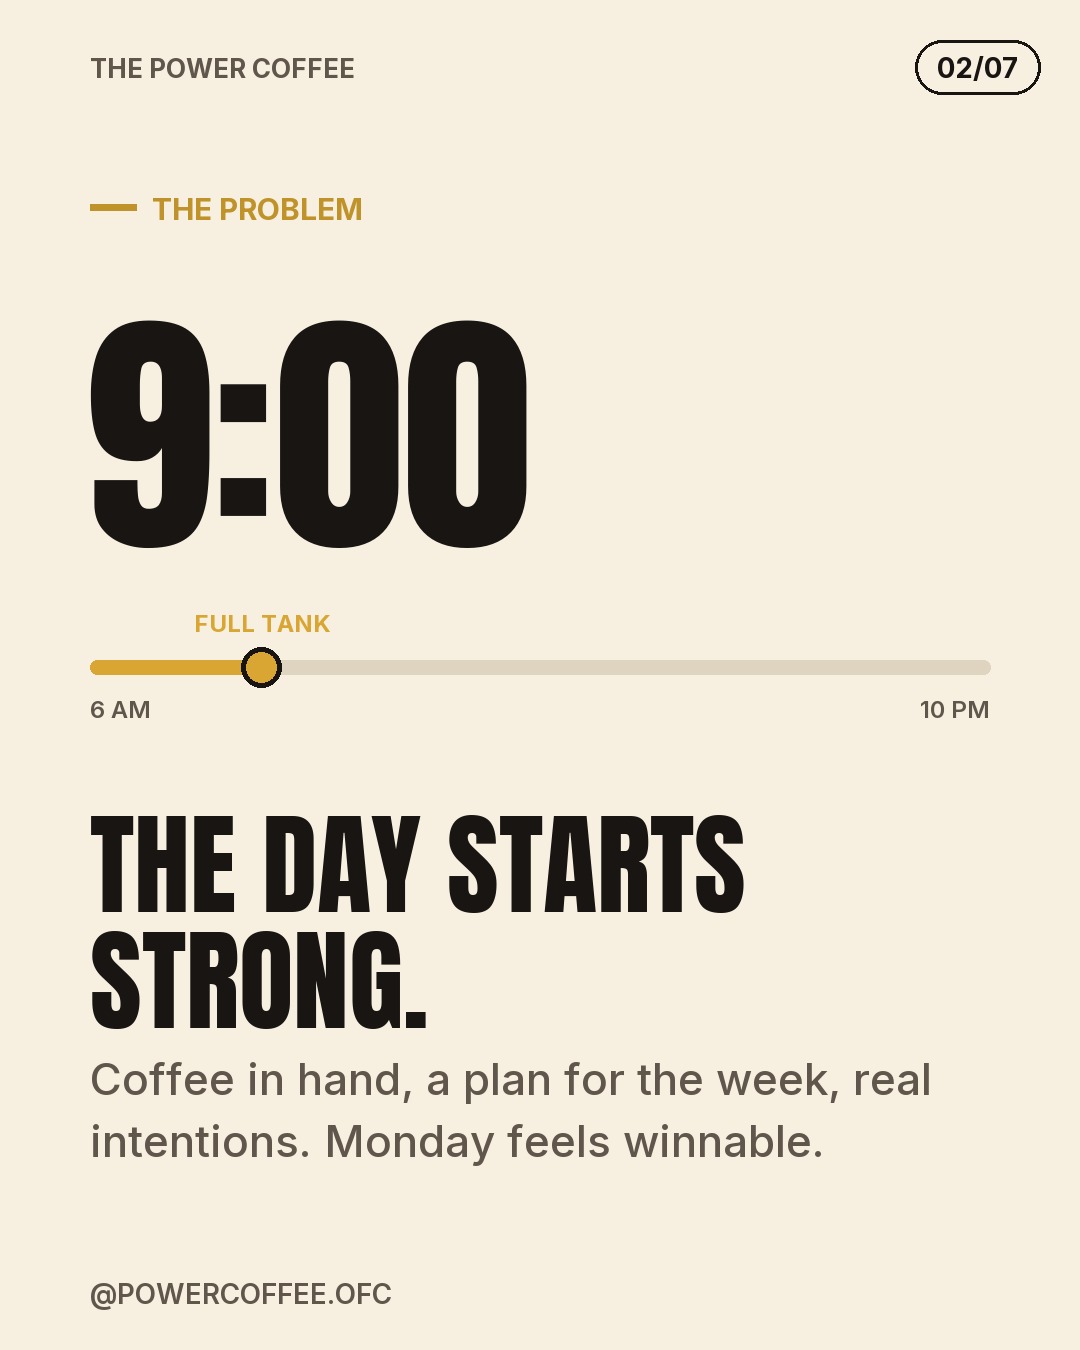 THE POWER COFFEE
02/07
THE PROBLEM
9:00
FULL TANK
6 AM
10 PM
THE DAY STARTS
STRONG.
Coffee in hand, a plan for the week, real
intentions. Monday feels winnable.
@POWERCOFFEE.OFC